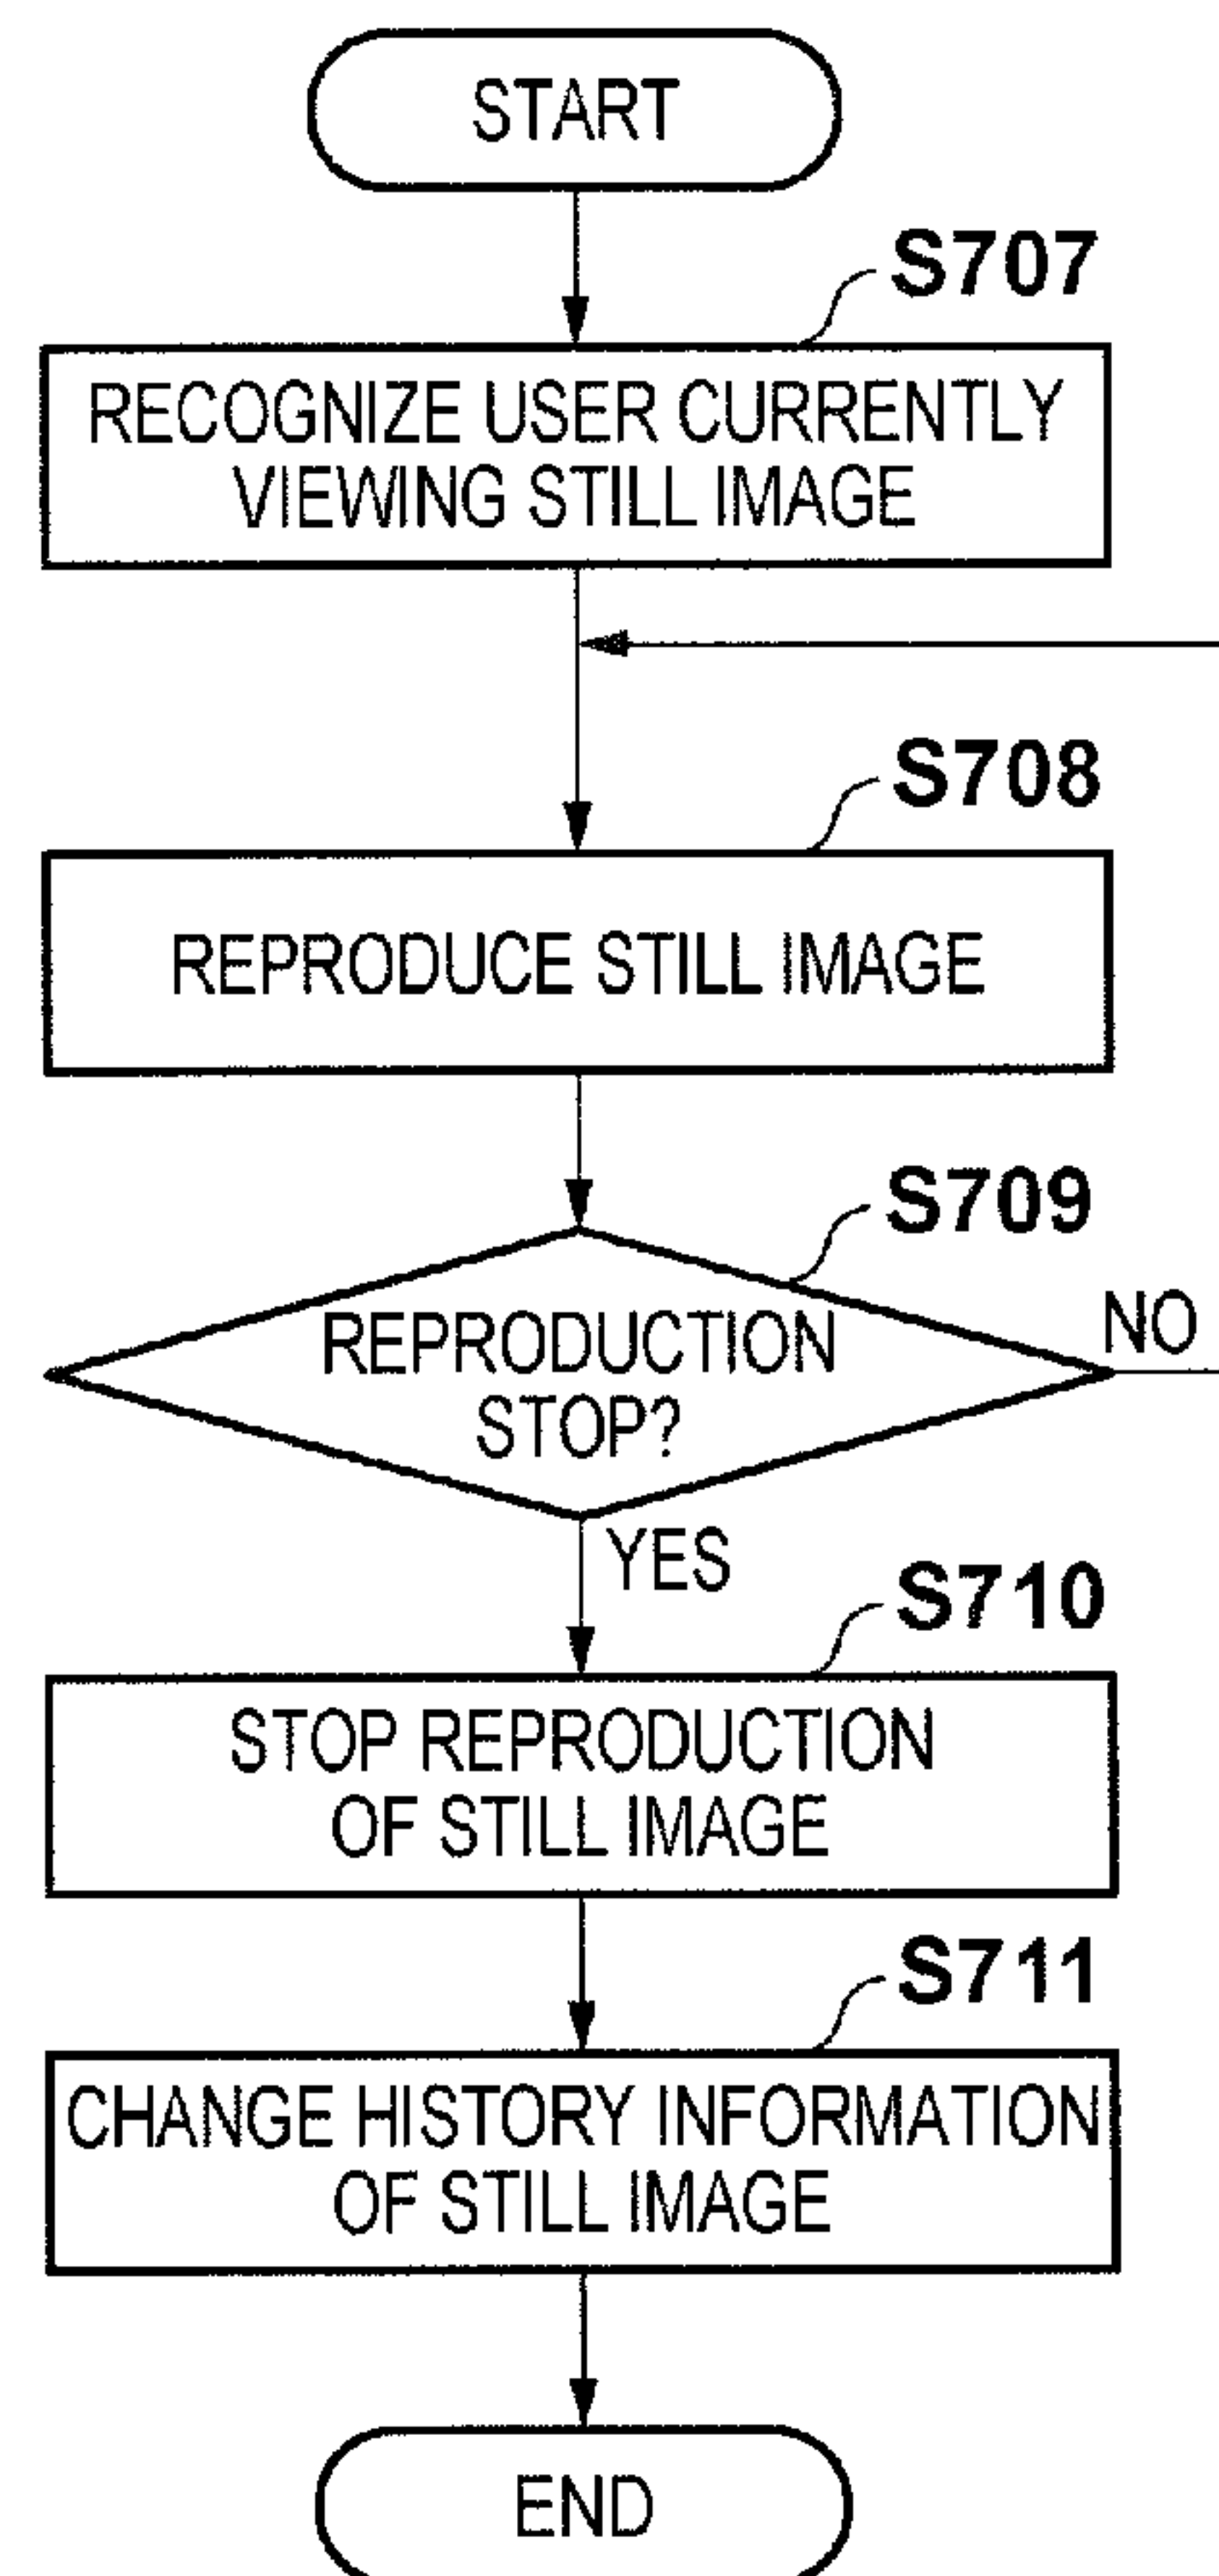 START
S707
RECOGNIZE USER CURRENTLY
VIEWING STILL IMAGE
S708
REPRODUCE STILL IMAGE
S709
REPRODUCTION
STOP?
NO
YES
S710
STOP REPRODUCTION
OF STILL IMAGE
S711
CHANGE HISTORY INFORMATION
OF STILL IMAGE
END